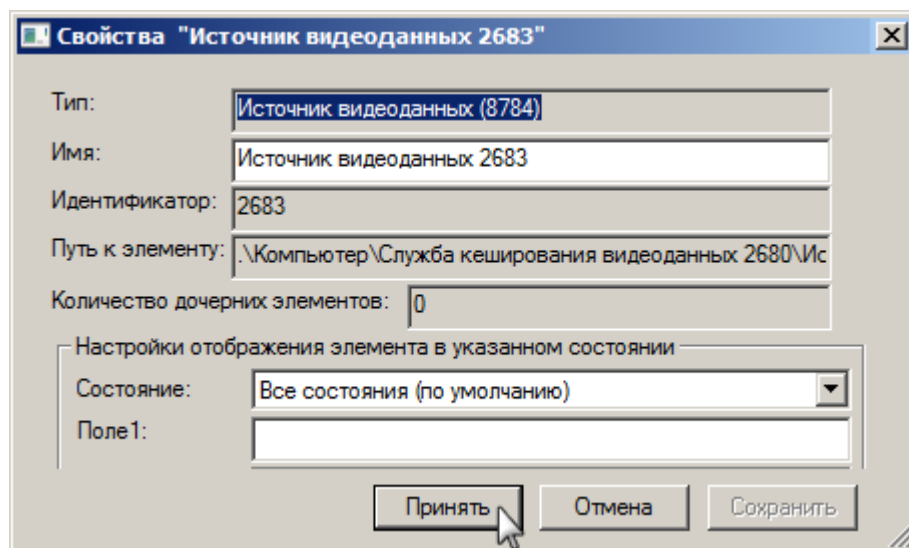 Свойства "Источник видеоданных 2683"
Тип: Источник видеоданных (8784)
Имя: Источник видеоданных 2683
Идентификатор: 2683
Путь к элементу: .\Компьютер\Служба кеширования видеоданных 2680\Ис
Количество дочерних элементов: 0
Настройки отображения элемента в указанном состоянии
Состояние: Все состояния (по умолчанию)
Поле1:
Принять Отмена Сохранить